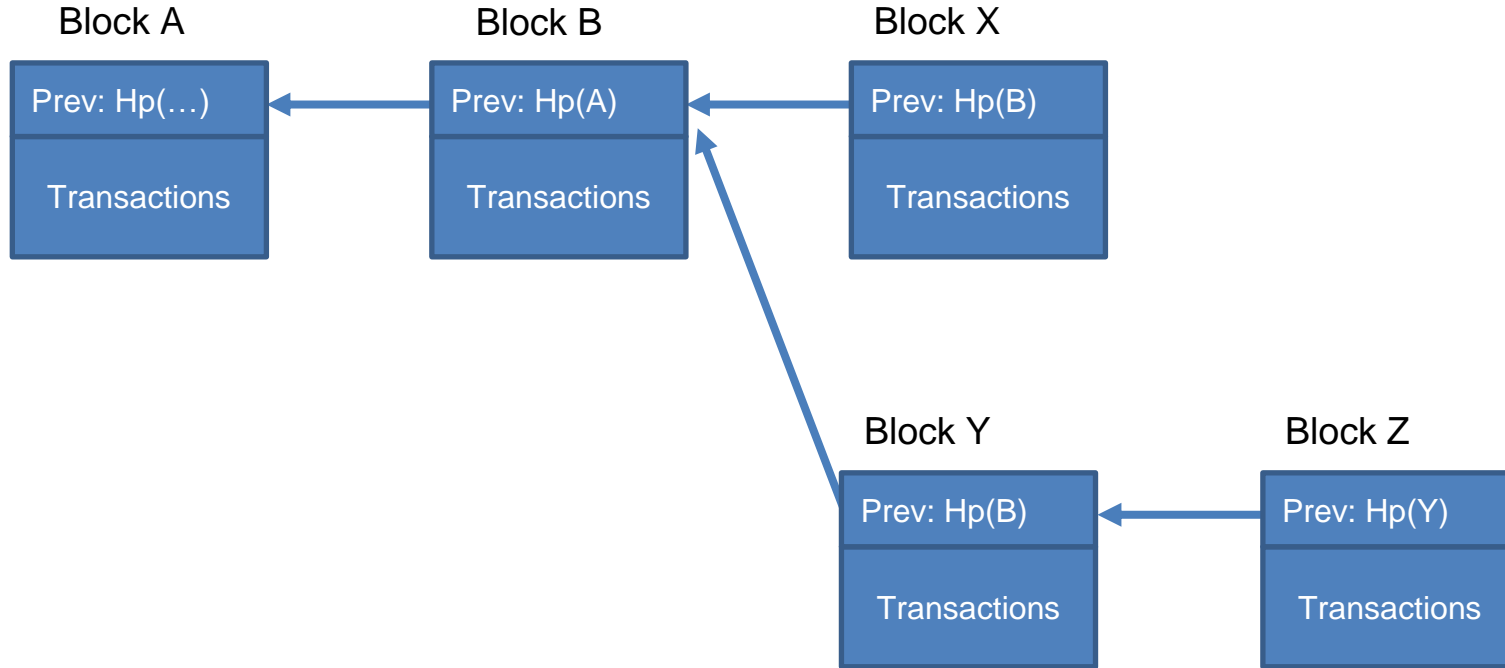 Block A
Block B
Block X
Prev: Hp(…)
Prev: Hp(A)
Prev: Hp(B)
Transactions
Transactions
Transactions
Block Y
Block Z
Prev: Hp(B)
Prev: Hp(Y)
Transactions
Transactions